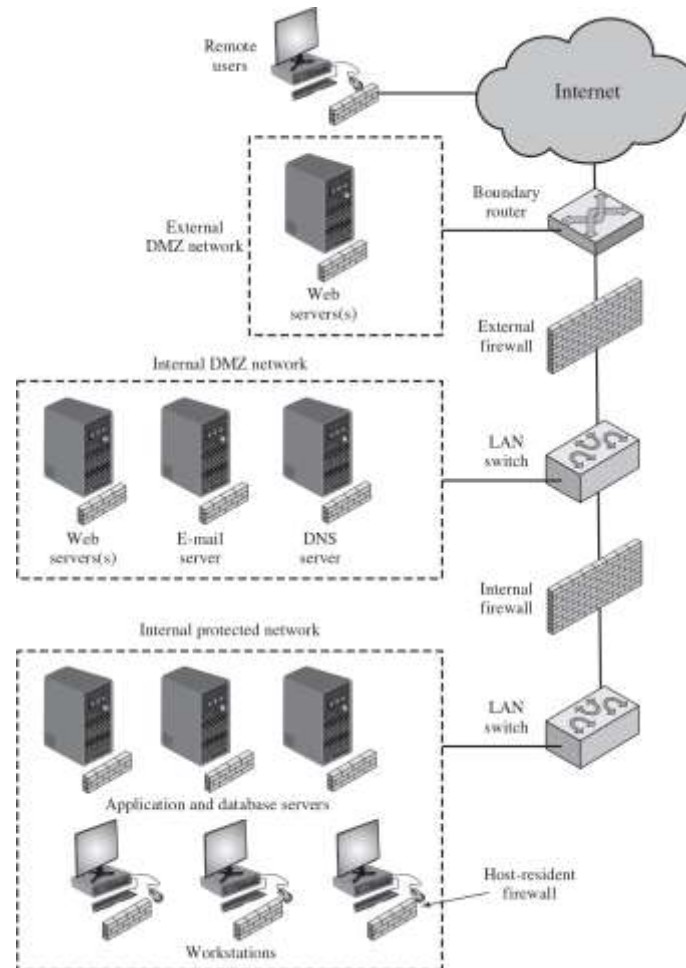 Remote
users
Internet
Boundary
router
External
DMZ network
Web
servers(s)
External
firewall
Internal DMZ network
LAN
switch
Web
servers(s)
E-mail
server
DNS
server
Internal
firewall
Internal protected network
LAN
switch
Application and database servers
Host-resident
firewall
Workstations